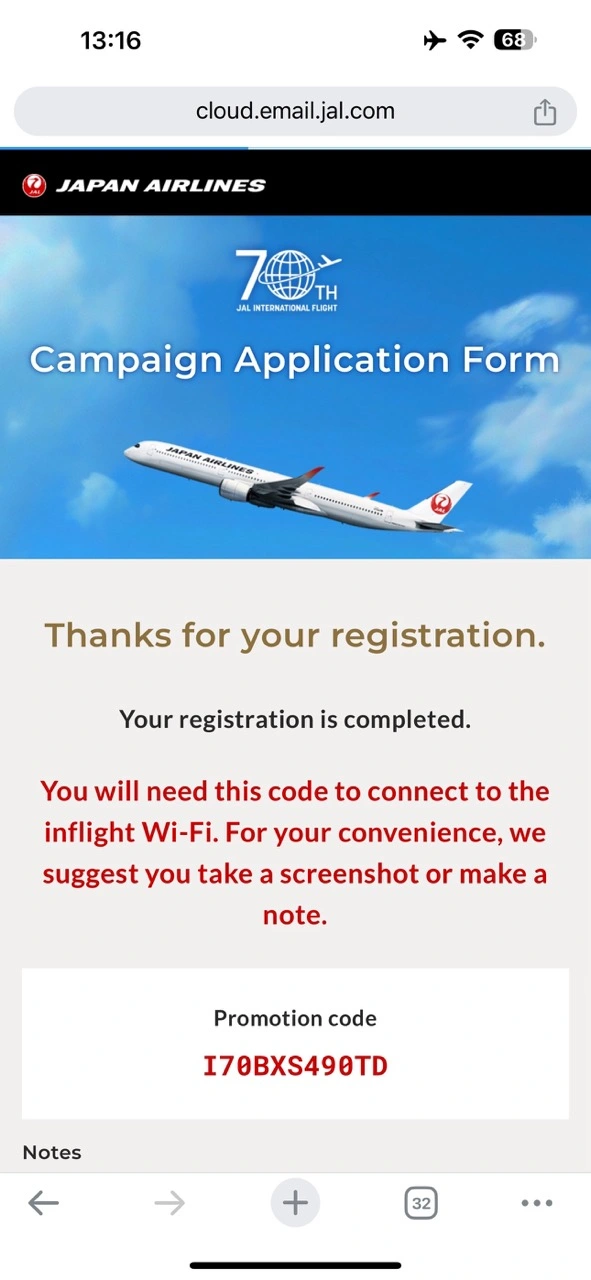 13:16
68
cloud.email.jal.com
JAL
JAPAN AIRLINES
70TH
JAL INTERNATIONAL FLIGHT
Campaign Application Form
JAPAN AIRLINES
JAL
Thanks for your registration.
Your registration is completed.
You will need this code to connect to the
inflight Wi-Fi. For your convenience, we
suggest you take a screenshot or make a
note.
Promotion code
I70BXS490TD
Notes
32